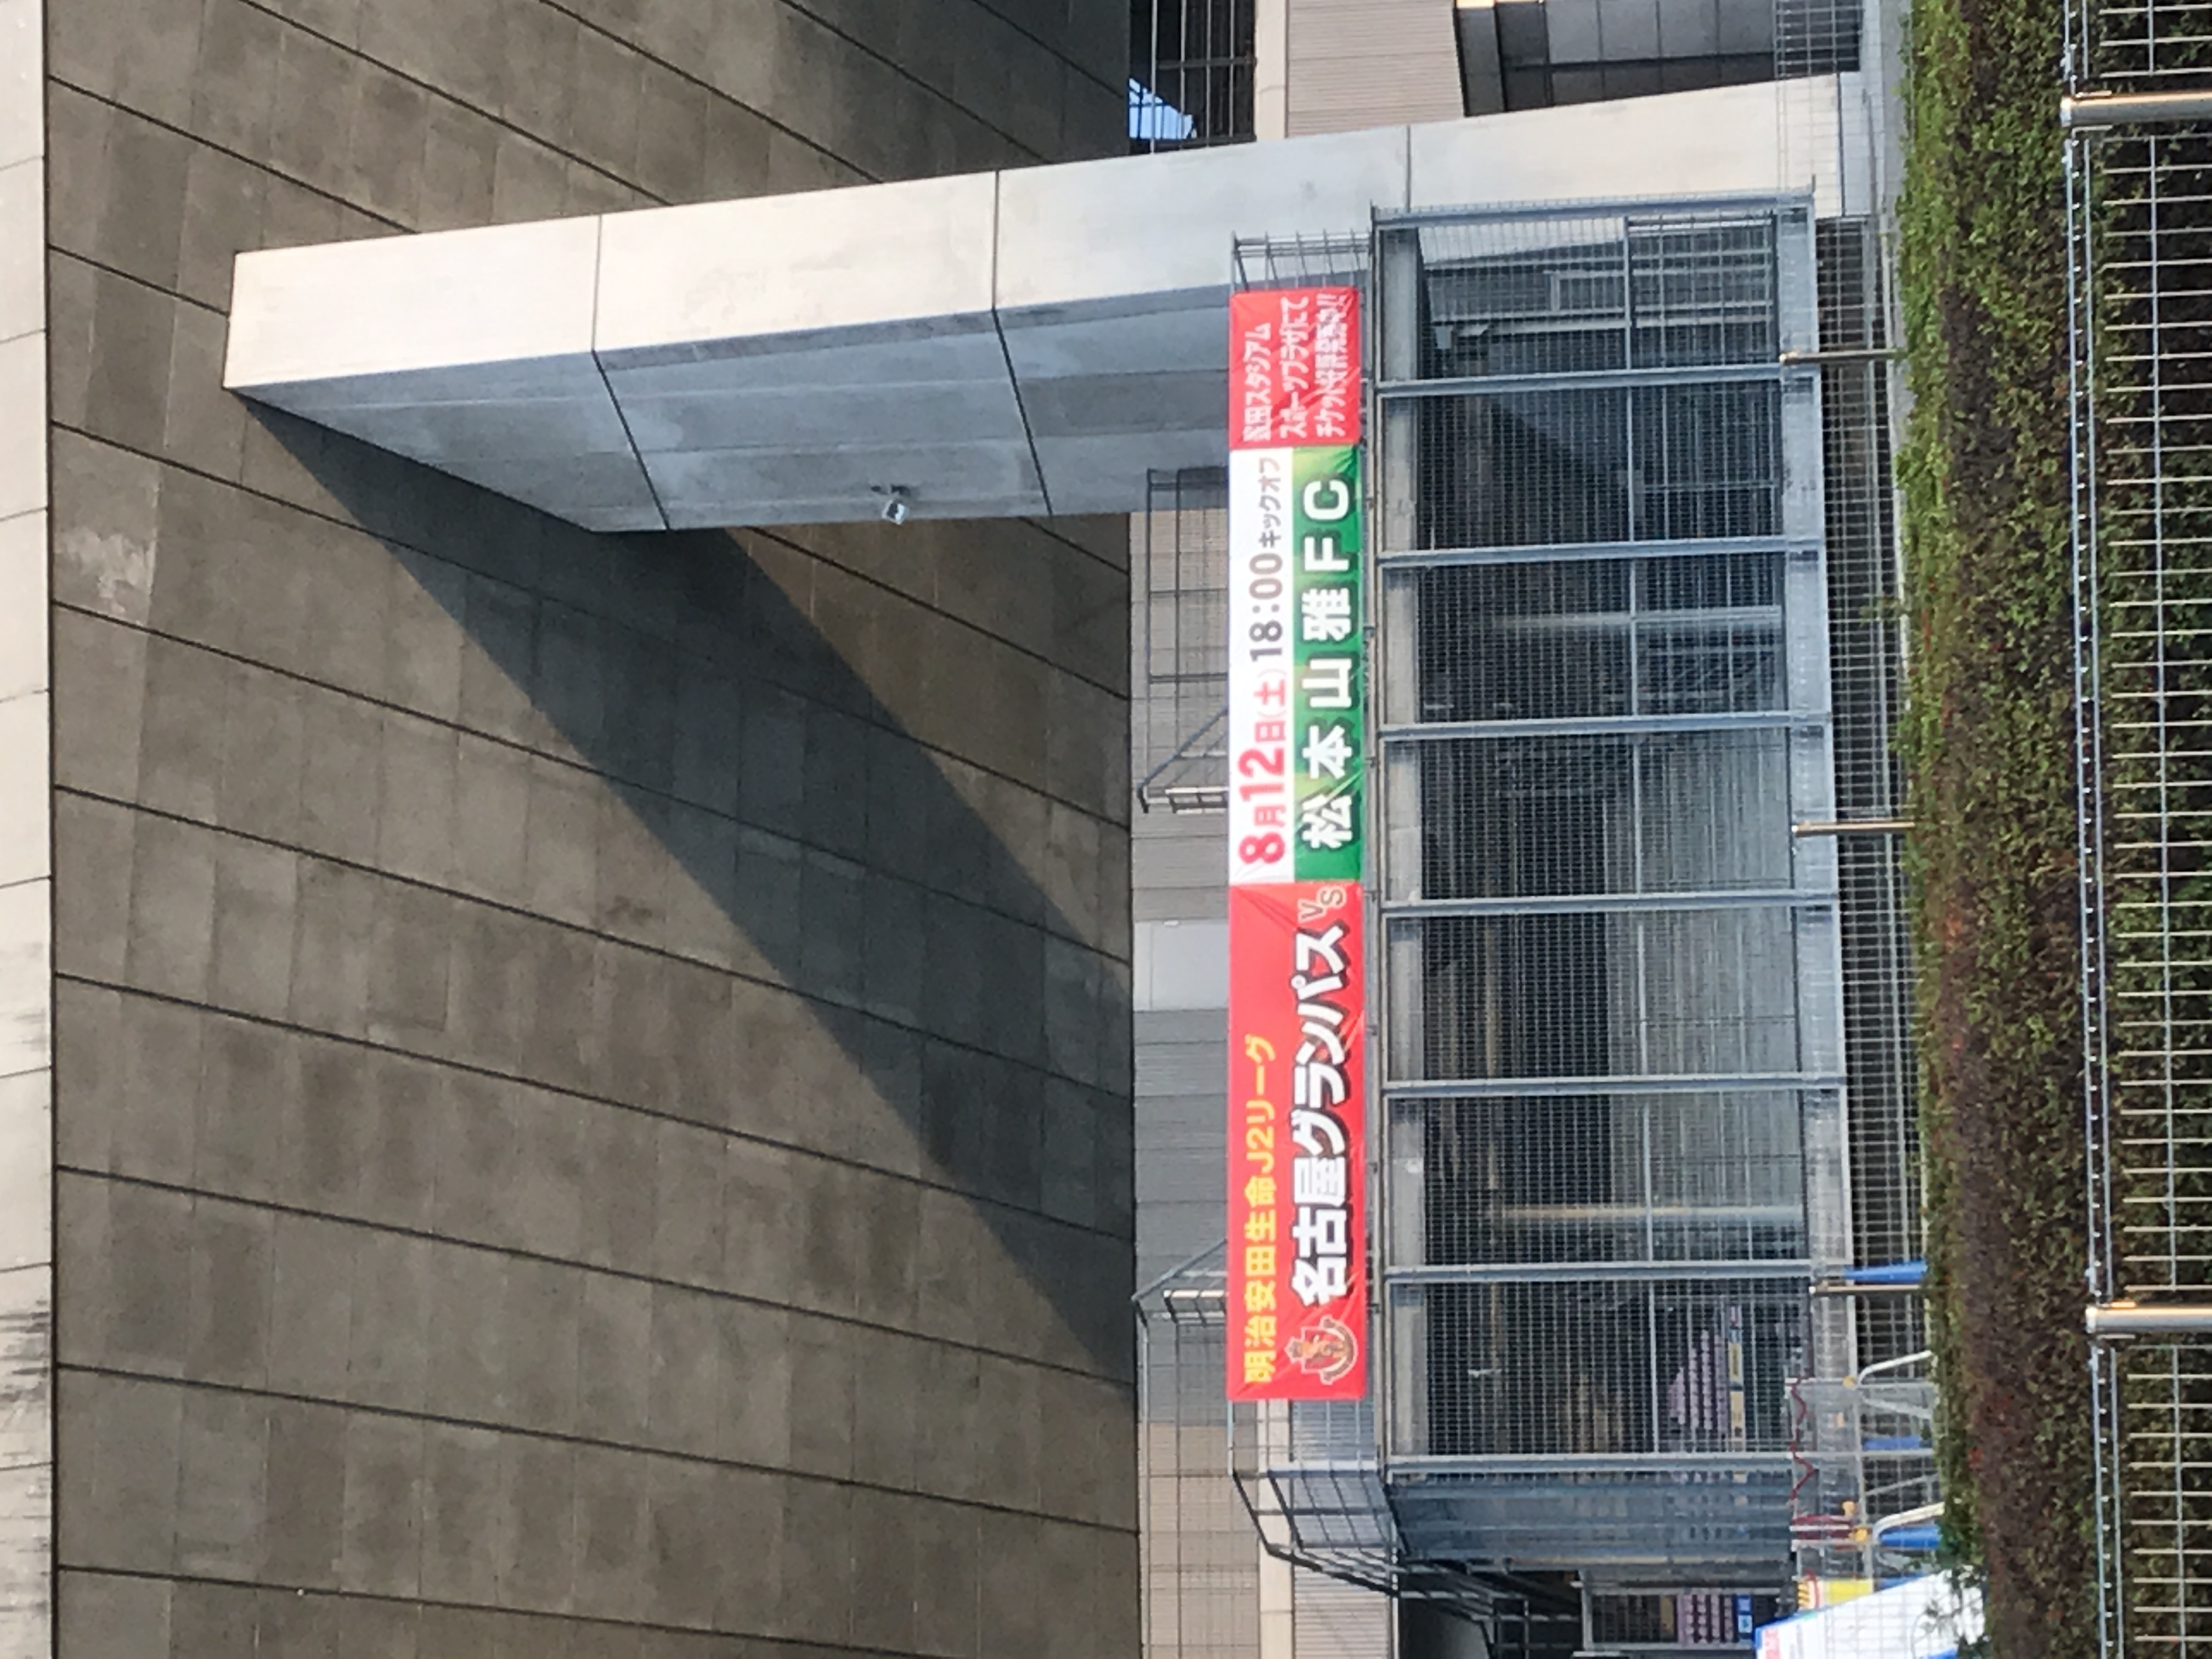 明治安田生命J2リーグ
名古屋グランパス
VS
8月12日(土)18:00キックオフ
松本山雅FC
豊田スタジアム
スポーツプラザにて
チケット好評発売中!!